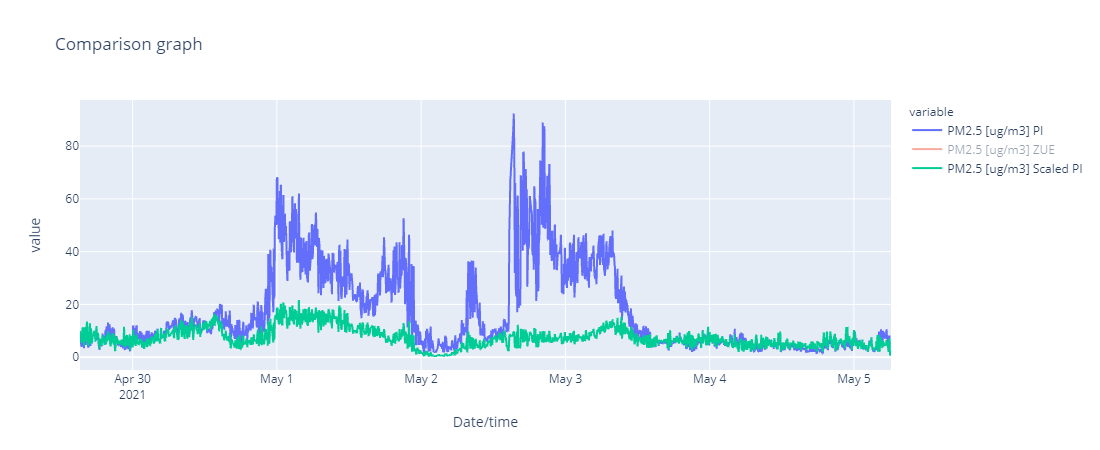 Comparison graph
variable
PM2.5 [ug/m3] PI
PM2.5 [ug/m3] ZUE
PM2.5 [ug/m3] Scaled PI
value
80
60
40
20
0
Apr 30
2021
May 1
May 2
May 3
May 4
May 5
Date/time